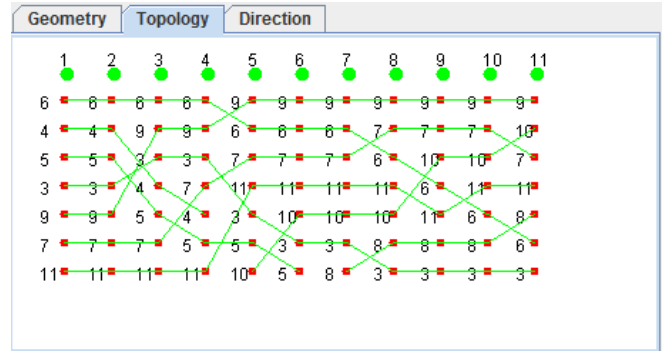 Geometry Topology Direction
1 2 3 4 5 6 7 8 9 10 11
6 6 6 6 9 9 9 9 9 9 9
4 4 9 9 6 6 6 7 7 7 10
5 5 3 3 7 7 7 6 10 10 7
3 3 4 7 11 11 11 11 6 11 11
9 9 5 4 3 10 10 10 11 6 8
7 7 7 5 5 3 3 8 8 8 6
11 11 11 11 10 5 8 3 3 3 3